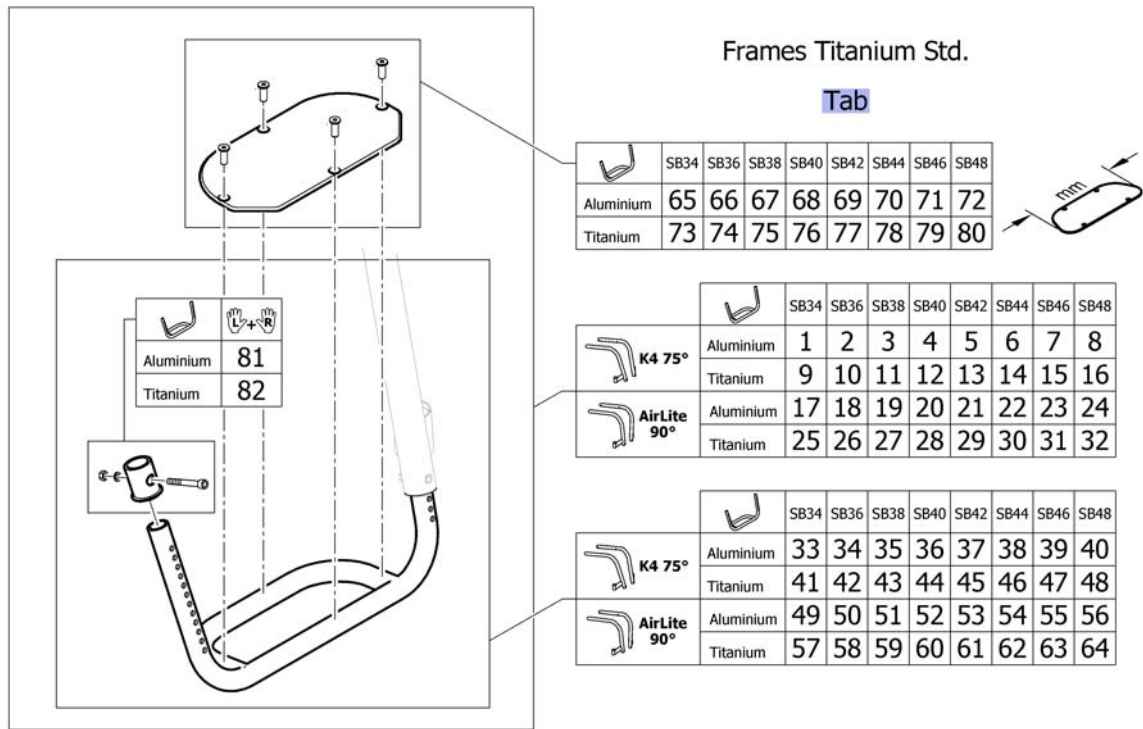 Frames Titanium Std.
Tab
SB34 SB36 SB38 SB40 SB42 SB44 SB46 SB48
Aluminium 65 66 67 68 69 70 71 72
Titanium 73 74 75 76 77 78 79 80
mm
L + R
Aluminium 81
Titanium 82
SB34 SB36 SB38 SB40 SB42 SB44 SB46 SB48
K4 75° Aluminium 1 2 3 4 5 6 7 8
Titanium 9 10 11 12 13 14 15 16
AirLite 90° Aluminium 17 18 19 20 21 22 23 24
Titanium 25 26 27 28 29 30 31 32
SB34 SB36 SB38 SB40 SB42 SB44 SB46 SB48
K4 75° Aluminium 33 34 35 36 37 38 39 40
Titanium 41 42 43 44 45 46 47 48
AirLite 90° Aluminium 49 50 51 52 53 54 55 56
Titanium 57 58 59 60 61 62 63 64